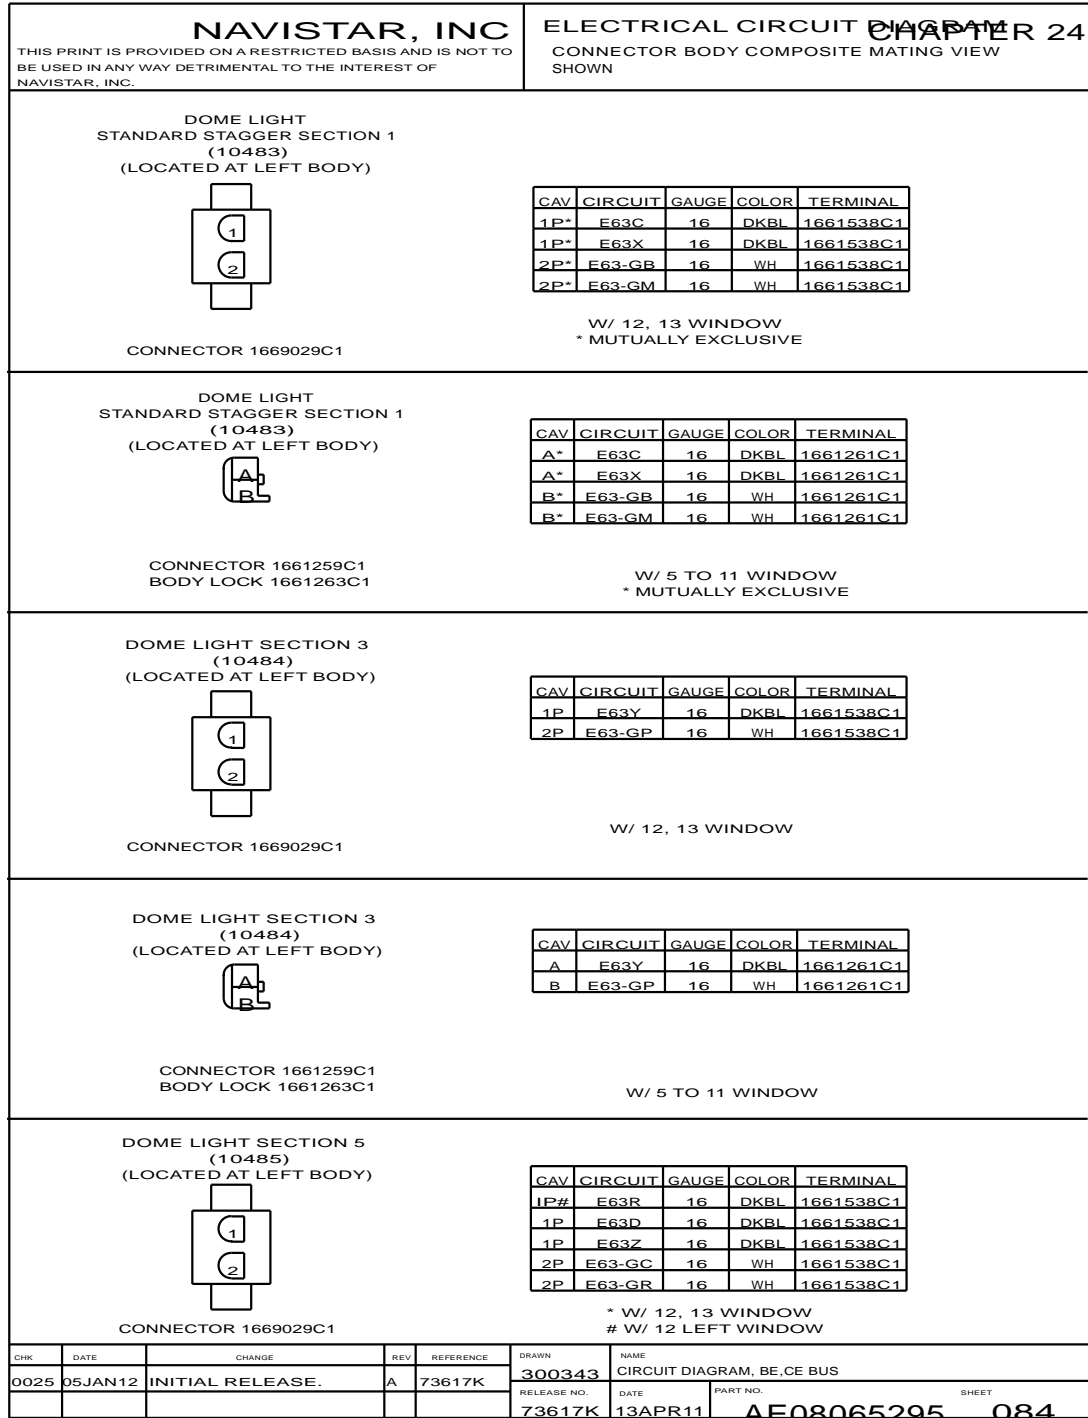 NAVISTAR, INC
THIS PRINT IS PROVIDED ON A RESTRICTED BASIS AND IS NOT TO
BE USED IN ANY WAY DETRIMENTAL TO THE INTEREST OF
NAVISTAR, INC.
ELECTRICAL CIRCUIT DIAGRAM
CHAPTER 24
CONNECTOR BODY COMPOSITE MATING VIEW
SHOWN
DOME LIGHT
STANDARD STAGGER SECTION 1
(10483)
(LOCATED AT LEFT BODY)
1
2
CONNECTOR 1669029C1
CAV CIRCUIT GAUGE COLOR TERMINAL
1P* E63C 16 DKBL 1661538C1
1P* E63X 16 DKBL 1661538C1
2P* E63-GB 16 WH 1661538C1
2P* E63-GM 16 WH 1661538C1
W/ 12, 13 WINDOW
* MUTUALLY EXCLUSIVE
DOME LIGHT
STANDARD STAGGER SECTION 1
(10483)
(LOCATED AT LEFT BODY)
A
B
CONNECTOR 1661259C1
BODY LOCK 1661263C1
CAV CIRCUIT GAUGE COLOR TERMINAL
A* E63C 16 DKBL 1661261C1
A* E63X 16 DKBL 1661261C1
B* E63-GB 16 WH 1661261C1
B* E63-GM 16 WH 1661261C1
W/ 5 TO 11 WINDOW
* MUTUALLY EXCLUSIVE
DOME LIGHT SECTION 3
(10484)
(LOCATED AT LEFT BODY)
1
2
CONNECTOR 1669029C1
CAV CIRCUIT GAUGE COLOR TERMINAL
1P E63Y 16 DKBL 1661538C1
2P E63-GP 16 WH 1661538C1
W/ 12, 13 WINDOW
DOME LIGHT SECTION 3
(10484)
(LOCATED AT LEFT BODY)
A
B
CONNECTOR 1661259C1
BODY LOCK 1661263C1
CAV CIRCUIT GAUGE COLOR TERMINAL
A E63Y 16 DKBL 1661261C1
B E63-GP 16 WH 1661261C1
W/ 5 TO 11 WINDOW
DOME LIGHT SECTION 5
(10485)
(LOCATED AT LEFT BODY)
1
2
CONNECTOR 1669029C1
CAV CIRCUIT GAUGE COLOR TERMINAL
IP# E63R 16 DKBL 1661538C1
1P E63D 16 DKBL 1661538C1
1P E63Z 16 DKBL 1661538C1
2P E63-GC 16 WH 1661538C1
2P E63-GR 16 WH 1661538C1
* W/ 12, 13 WINDOW
# W/ 12 LEFT WINDOW
CHK DATE CHANGE REV REFERENCE
0025 05JAN12 INITIAL RELEASE. A 73617K
DRAWN
300343
NAME
CIRCUIT DIAGRAM, BE,CE BUS
RELEASE NO.
73617K
DATE
13APR11
PART NO.
AE08065295
SHEET
084